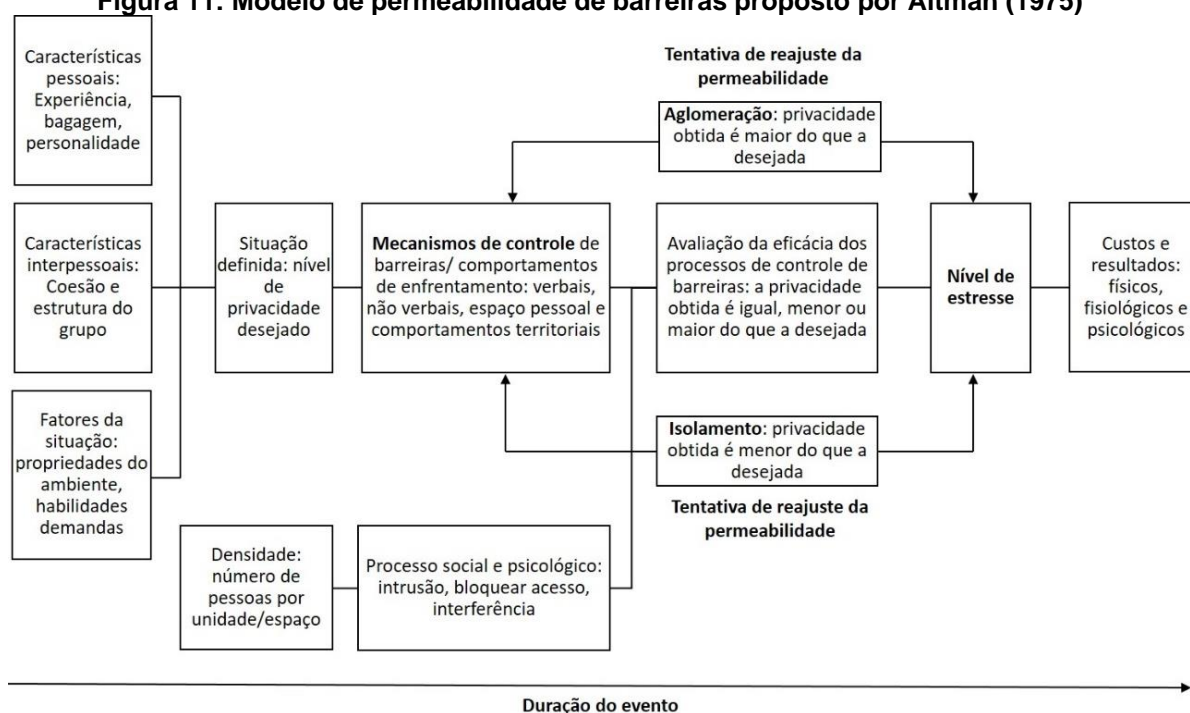 Figura 11: Modelo de permeabilidade de barreiras proposto por Altman (1975)
Características
pessoais:
Experiência,
bagagem,
personalidade
Características
interpessoais:
Coesão e
estrutura do
grupo
Fatores da
situação:
propriedades do
ambiente,
habilidades
demandas
Situação
definida: nível
de
privacidade
desejado
Densidade:
número de
pessoas por
unidade/espaço
Mecanismos de controle de
barreiras/ comportamentos
de enfrentamento: verbais,
não verbais, espaço pessoal e
comportamentos territoriais
Processo social e psicológico:
intrusão, bloquear acesso,
interferência
Tentativa de reajuste da
permeabilidade
Aglomeração: privacidade
obtida é maior do que a
desejada
Avaliação da eficácia dos
processos de controle de
barreiras: a privacidade
obtida é igual, menor ou
maior do que a desejada
Isolamento: privacidade
obtida é menor do que a
desejada
Tentativa de reajuste da
permeabilidade
Nível de
estresse
Custos e
resultados:
físicos,
fisiológicos e
psicológicos
Duração do evento